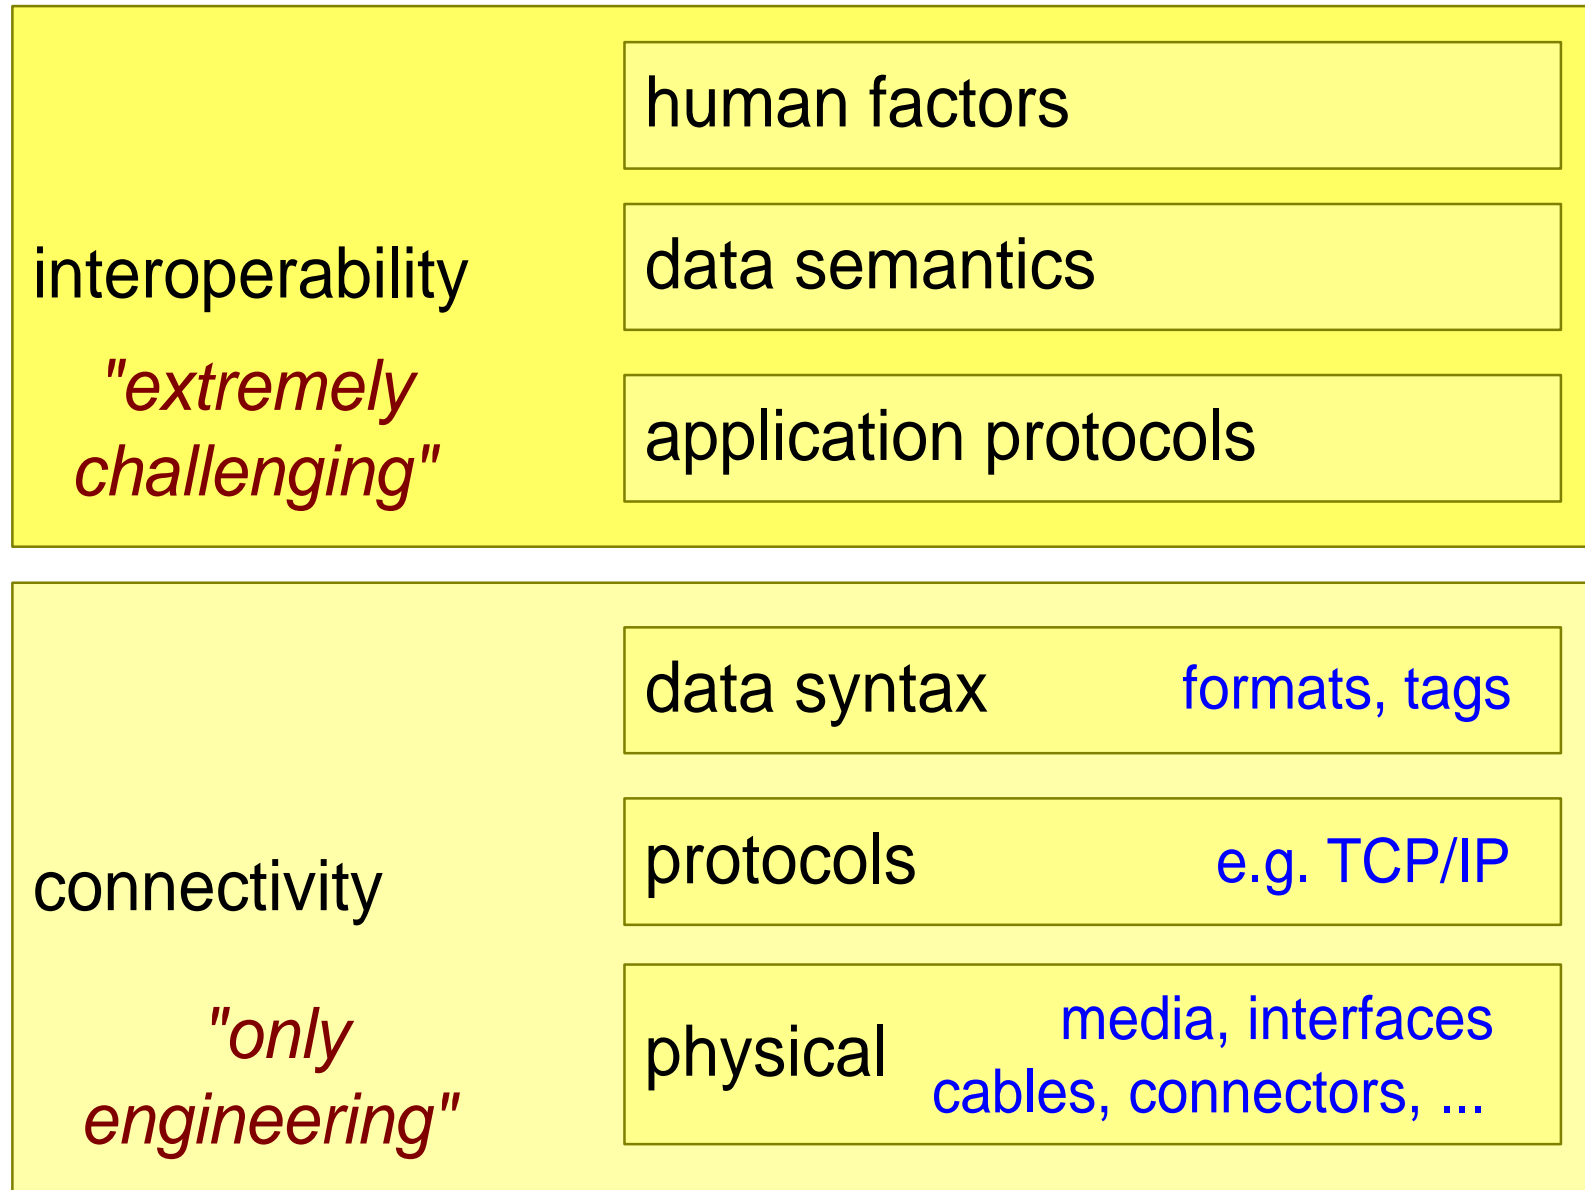 human factors
interoperability
data semantics
"extremely
challenging"
application protocols
data syntax formats, tags
connectivity
protocols e.g. TCP/IP
"only
engineering"
physical
media, interfaces
cables, connectors, ...